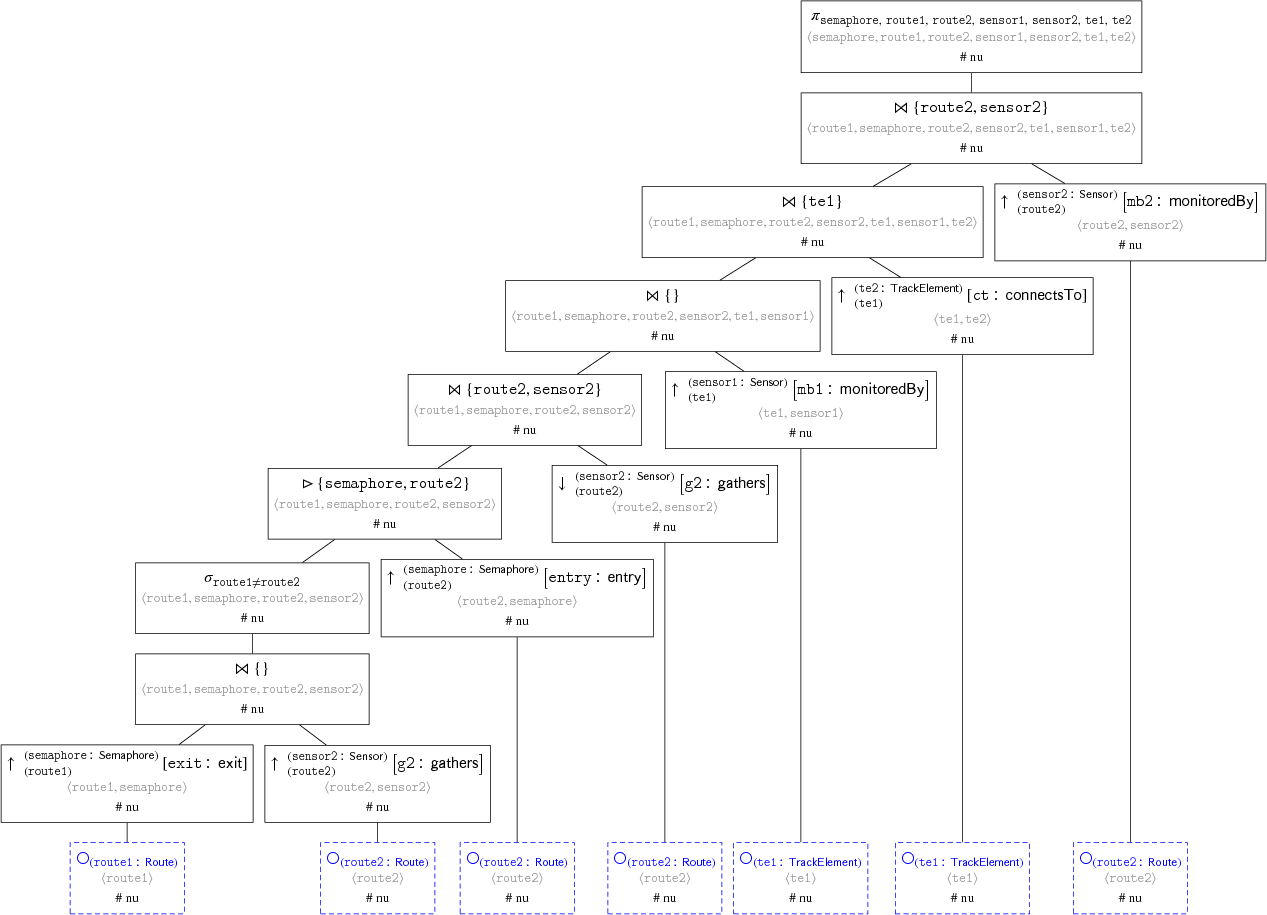 π semaphore, route1, route2, sensor1, sensor2, te1, te2
⟨semaphore, route1, route2, sensor1, sensor2, te1, te2⟩
# nu
⋈ {route2, sensor2}
⟨route1, semaphore, route2, sensor2, te1, sensor1, te2⟩
# nu
⋈ {te1}
⟨route1, semaphore, route2, sensor2, te1, sensor1, te2⟩
# nu
↑ (sensor2: Sensor) (route2) [mb2: monitoredBy]
⟨route2, sensor2⟩
# nu
⋈ {}
⟨route1, semaphore, route2, sensor2, te1, sensor1⟩
# nu
↑ (te2: TrackElement) (te1) [ct: connectsTo]
⟨te1, te2⟩
# nu
⋈ {route2, sensor2}
⟨route1, semaphore, route2, sensor2⟩
# nu
↑ (sensor1: Sensor) (te1) [mb1: monitoredBy]
⟨te1, sensor1⟩
# nu
▷ {semaphore, route2}
⟨route1, semaphore, route2, sensor2⟩
# nu
↓ (sensor2: Sensor) (route2) [g2: gathers]
⟨route2, sensor2⟩
# nu
σ route1≠route2
⟨route1, semaphore, route2, sensor2⟩
# nu
↑ (semaphore: Semaphore) (route2) [entry: entry]
⟨route2, semaphore⟩
# nu
⋈ {}
⟨route1, semaphore, route2, sensor2⟩
# nu
↑ (semaphore: Semaphore) (route1) [exit: exit]
⟨route1, semaphore⟩
# nu
↑ (sensor2: Sensor) (route2) [g2: gathers]
⟨route2, sensor2⟩
# nu
○(route1: Route)
⟨route1⟩
# nu
○(route2: Route)
⟨route2⟩
# nu
○(route2: Route)
⟨route2⟩
# nu
○(route2: Route)
⟨route2⟩
# nu
○(te1: TrackElement)
⟨te1⟩
# nu
○(te1: TrackElement)
⟨te1⟩
# nu
○(route2: Route)
⟨route2⟩
# nu